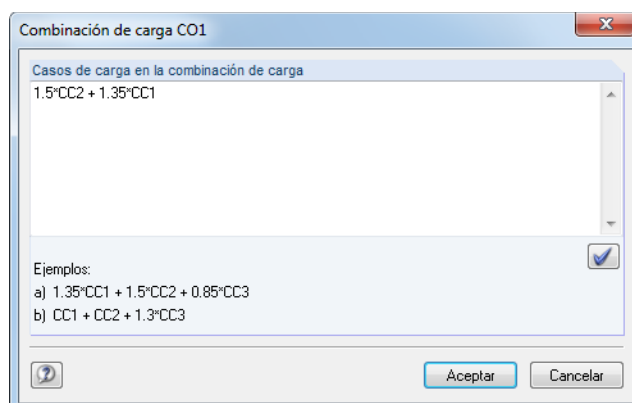 Combinación de carga CO1
Casos de carga en la combinación de carga
1.5*CC2 + 1.35*CC1
Ejemplos:
a) 1.35*CC1 + 1.5*CC2 + 0.85*CC3
b) CC1 + CC2 + 1.3*CC3
Aceptar
Cancelar